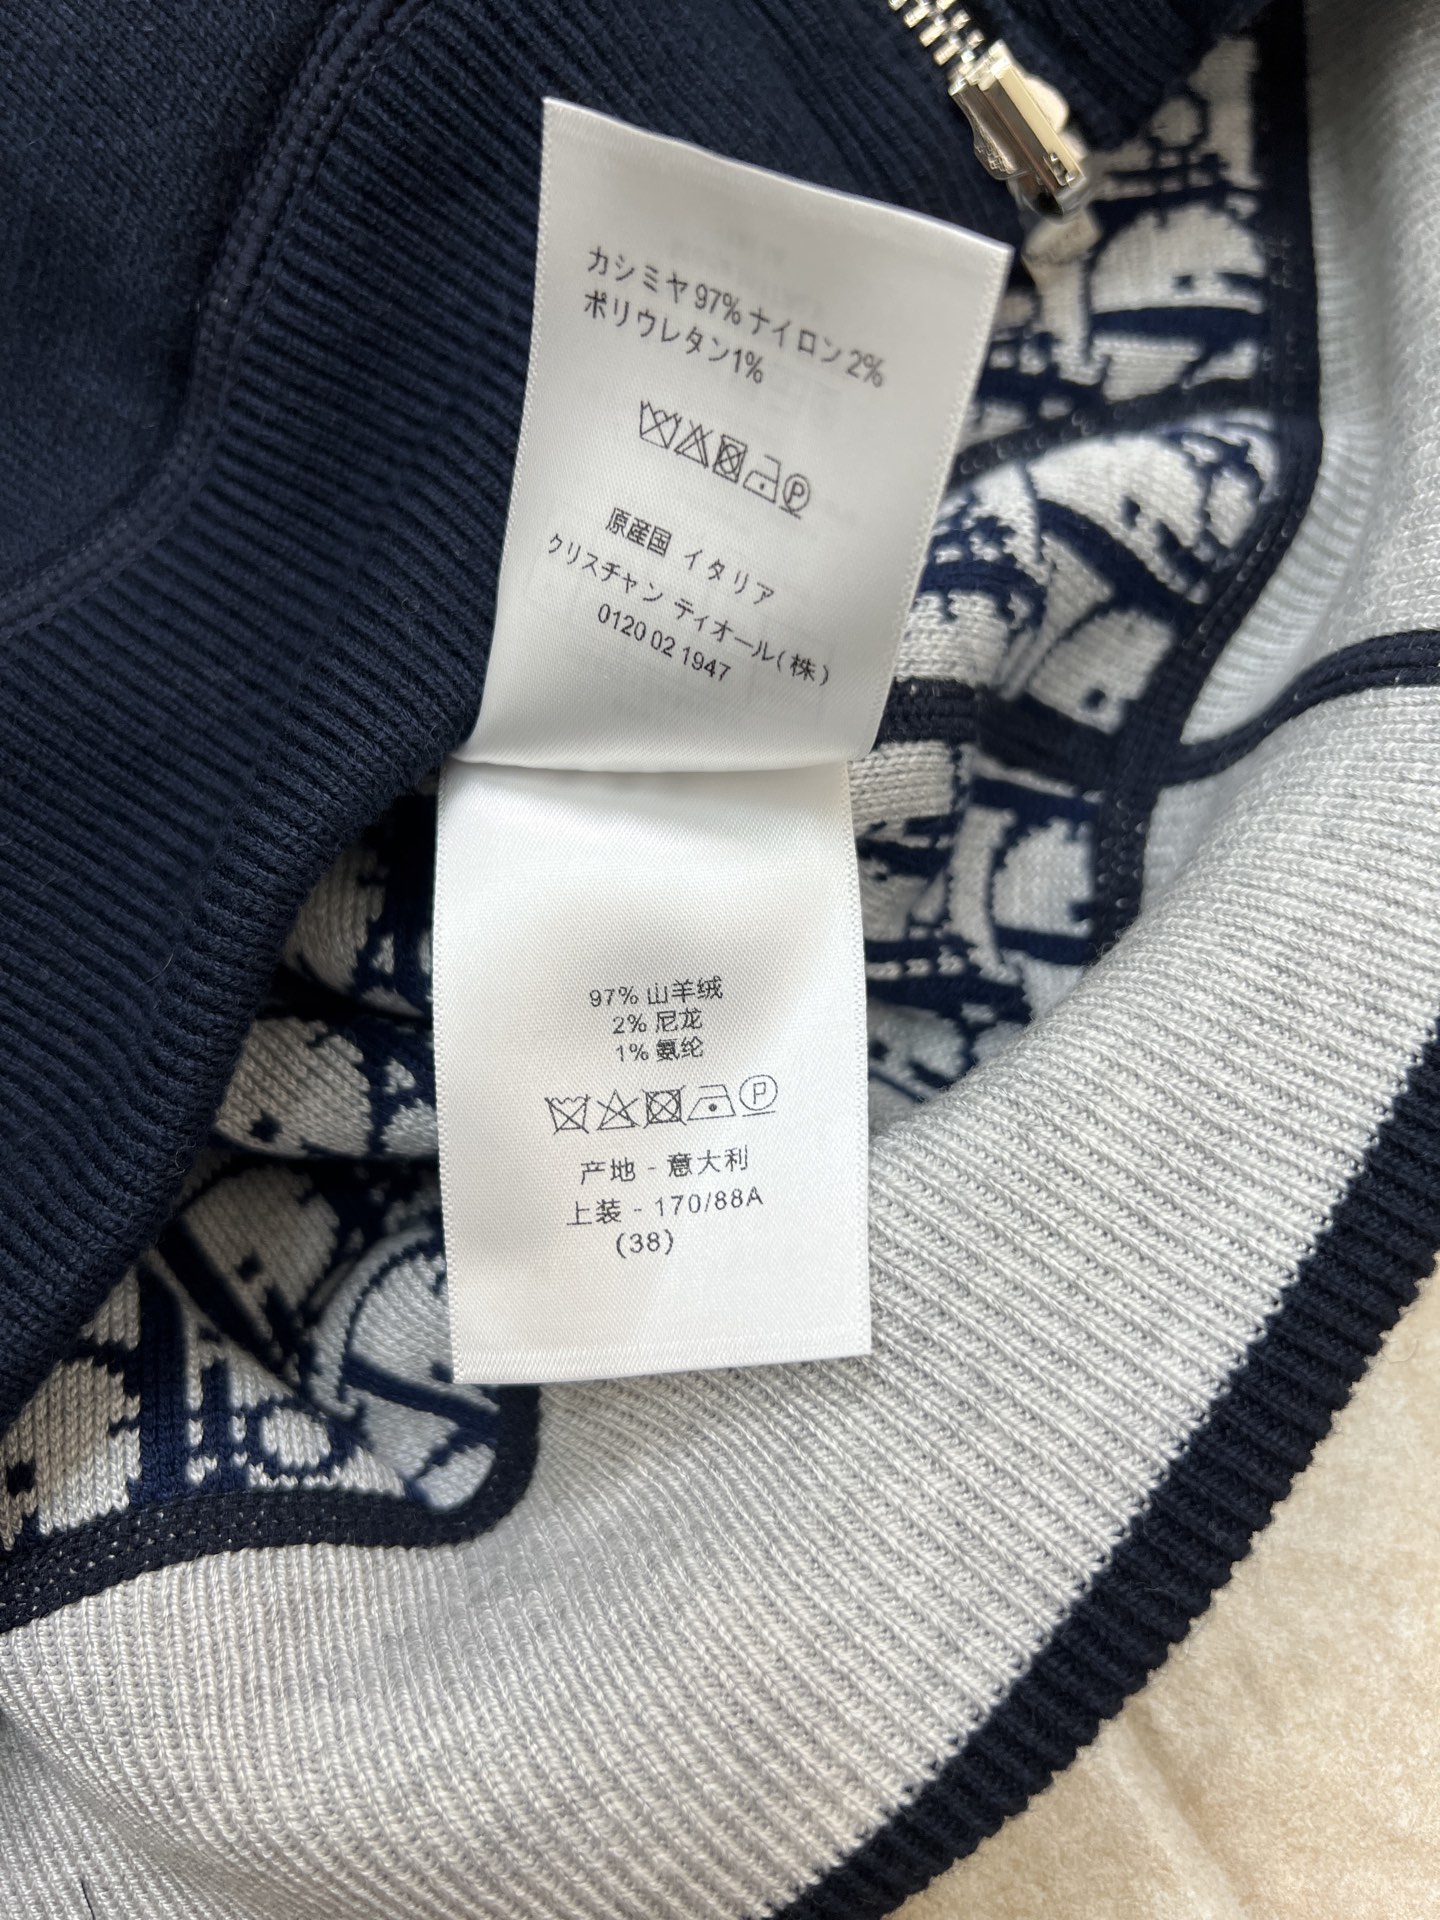 カシミヤ 97% ナイロン 2%
ポリウレタン1%
P
原産国 イタリア
クリスチャン ディオール(株)
0120 02 1947
97% 山羊绒
2% 尼龙
1% 氨纶
P
产地 - 意大利
上装 - 170/88A
(38)